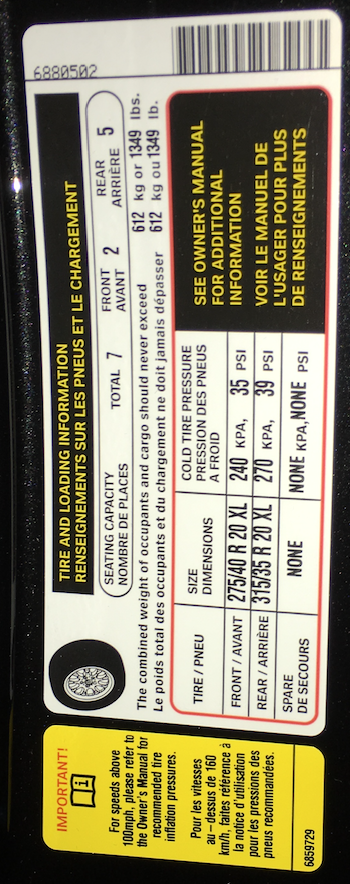 6880502
TIRE AND LOADING INFORMATION
RENSEIGNEMENTS SUR LES PNEUS ET LE CHARGEMENT
SEATING CAPACITY TOTAL 7 FRONT 2 REAR 5
NOMBRE DE PLACES AVANT ARRIÈRE
The combined weight of occupants and cargo should never exceed 612 kg or 1349 lbs.
Le poids total des occupants et du chargement ne doit jamais dépasser 612 kg ou 1349 lb.
TIRE / PNEU
SIZE
DIMENSIONS
COLD TIRE PRESSURE
PRESSION DES PNEUS
A FROID
FRONT / AVANT 275/40 R 20 XL 240 KPA, 35 PSI
REAR / ARRIÈRE 315/35 R 20 XL 270 KPA, 39 PSI
SPARE
DE SECOURS
NONE
NONE KPA, NONE PSI
SEE OWNER'S MANUAL
FOR ADDITIONAL
INFORMATION
VOIR LE MANUEL DE
L'USAGER POUR PLUS
DE RENSEIGNEMENTS
IMPORTANT!
i
For speeds above
100mph, please refer to
the Owner's Manual for
recommended tire
inflation pressures.
Pour les vitesses
au – dessus de 160
km/h, faites référence à
la notice d'utilisation
pour les pressions des
pneus recommandées.
6859729